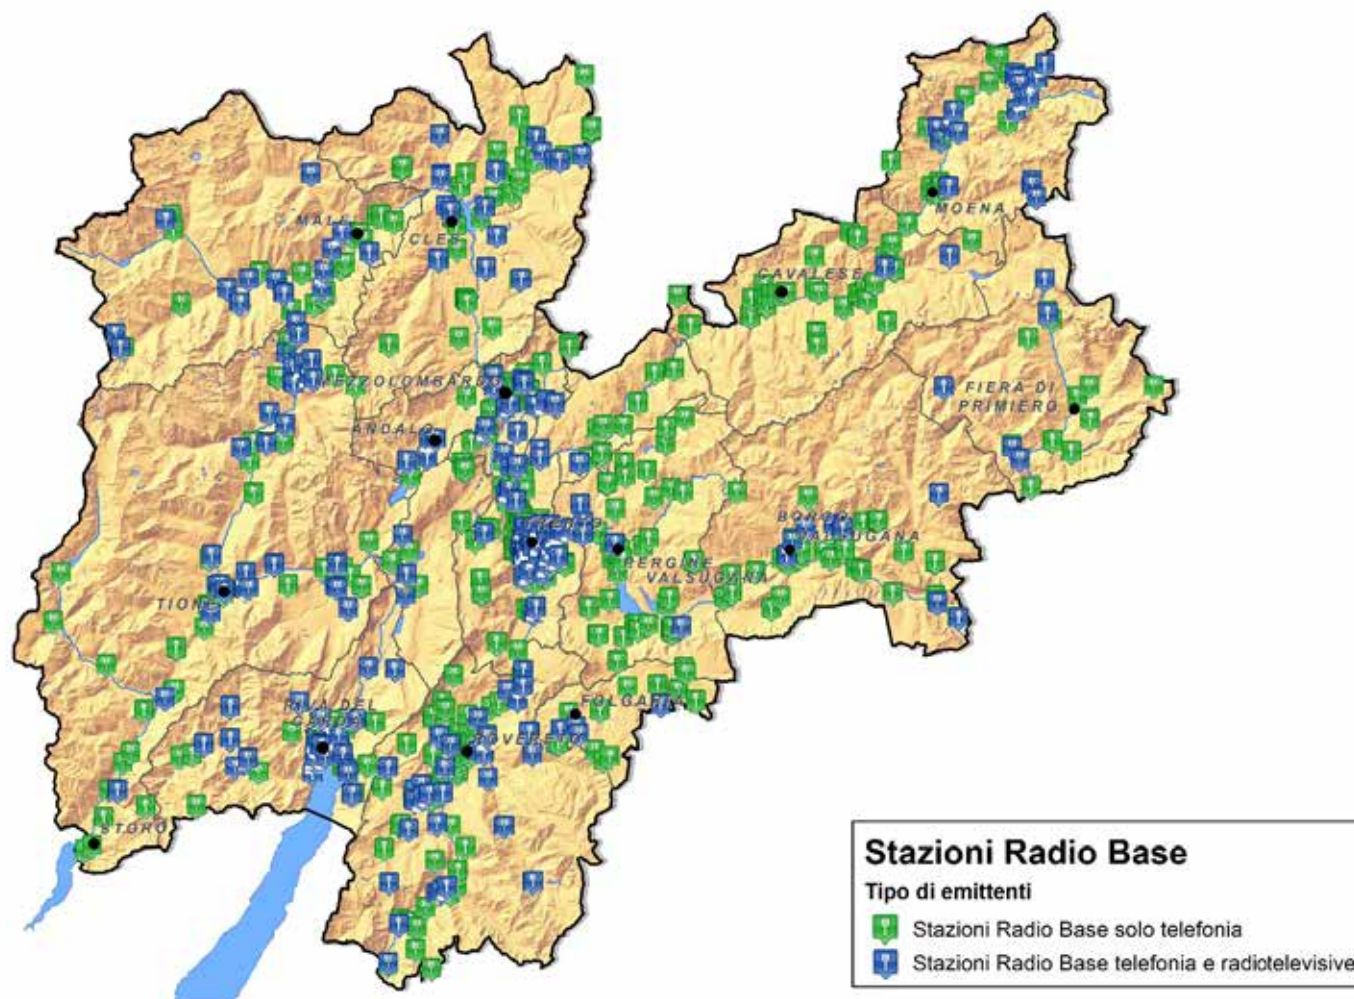 MOENA
MALÈ
CLES
CAVALESE
MEZZOLOMBARDO
FIERA DI
PRIMIERO
ANDALO
TRENTO
BORGO
VALSUGANA
PERGINE
VALSUGANA
TIONE
RIVA DEL
GARDA
FOLGARIA
ROVERETO
STORO
Stazioni Radio Base
Tipo di emittenti
Stazioni Radio Base solo telefonia
Stazioni Radio Base telefonia e radiotelevisive